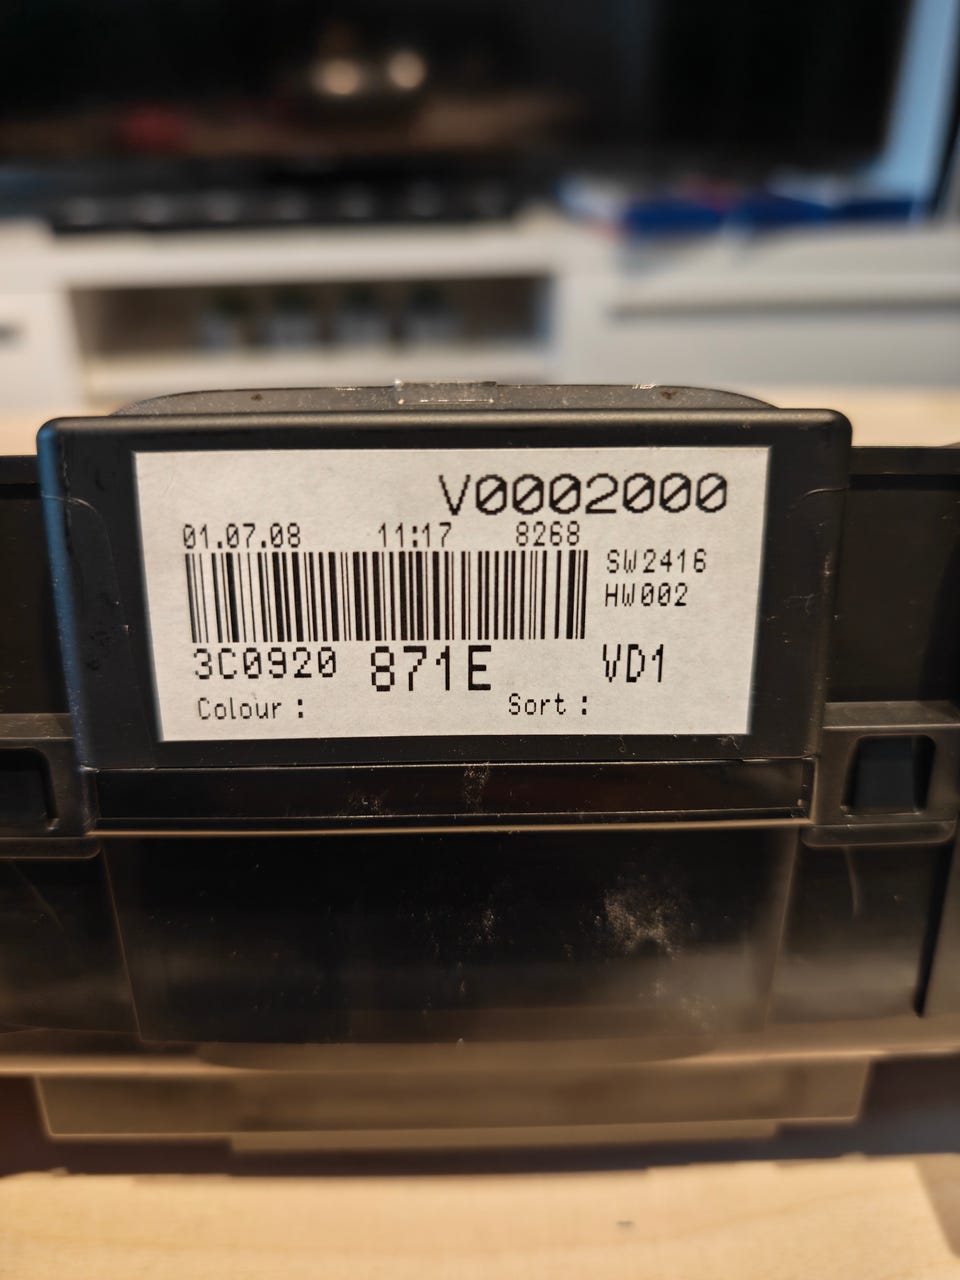 V0002000
01.07.08 11:17 8268
SW2416
HW002
3C0920 871E VD1
Colour : Sort :